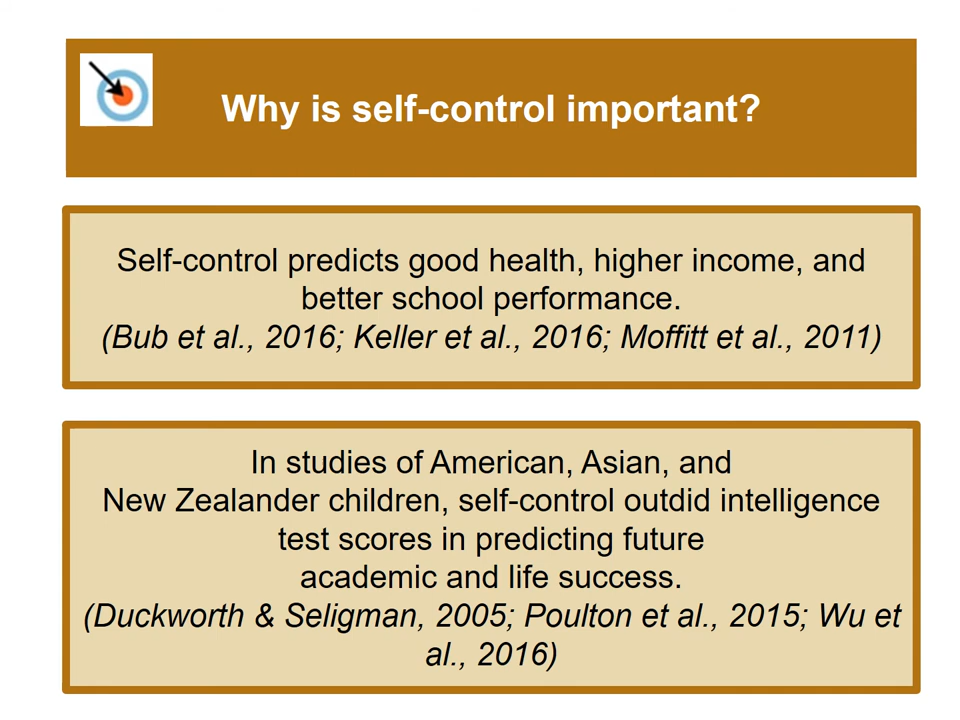 Why is self-control important?
Self-control predicts good health, higher income, and
better school performance.
(Bub et al., 2016; Keller et al., 2016; Moffitt et al., 2011)
In studies of American, Asian, and
New Zealander children, self-control outdid intelligence
test scores in predicting future
academic and life success.
(Duckworth & Seligman, 2005; Poulton et al., 2015; Wu et
al., 2016)